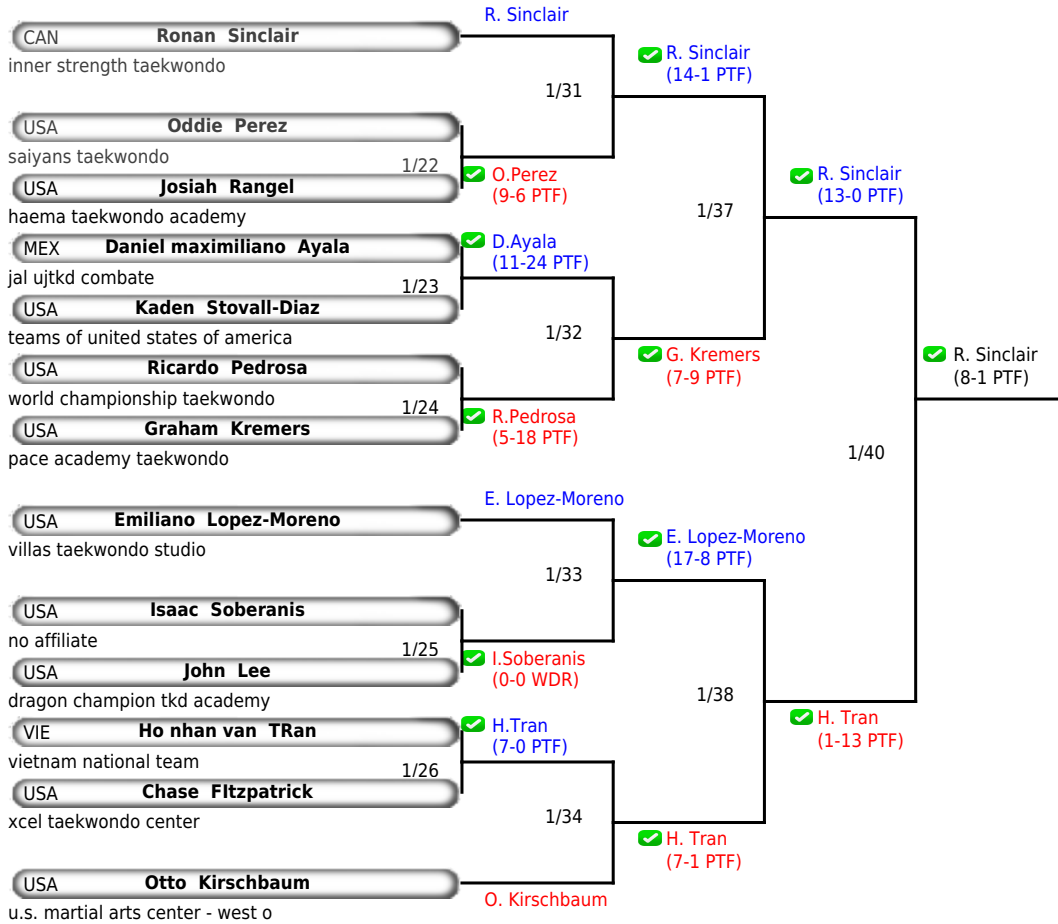 R. Sinclair
CAN Ronan Sinclair
inner strength taekwondo
R. Sinclair
(14-1 PTF)
1/31
USA Oddie Perez
saiyans taekwondo
1/22
O.Perez
(9-6 PTF)
USA Josiah Rangel
haema taekwondo academy
R. Sinclair
(13-0 PTF)
1/37
MEX Daniel maximiliano Ayala
jal ujtkd combate
D.Ayala
(11-24 PTF)
1/23
USA Kaden Stovall-Diaz
teams of united states of america
1/32
G. Kremers
(7-9 PTF)
USA Ricardo Pedrosa
world championship taekwondo
1/24
R.Pedrosa
(5-18 PTF)
USA Graham Kremers
pace academy taekwondo
R. Sinclair
(8-1 PTF)
1/40
E. Lopez-Moreno
USA Emiliano Lopez-Moreno
villas taekwondo studio
E. Lopez-Moreno
(17-8 PTF)
1/33
USA Isaac Soberanis
no affiliate
1/25
I.Soberanis
(0-0 WDR)
USA John Lee
dragon champion tkd academy
1/38
H. Tran
(1-13 PTF)
VIE Ho nhan van TRan
vietnam national team
H.Tran
(7-0 PTF)
1/26
USA Chase FItzpatrick
xcel taekwondo center
1/34
H. Tran
(7-1 PTF)
USA Otto Kirschbaum
u.s. martial arts center - west o
O. Kirschbaum